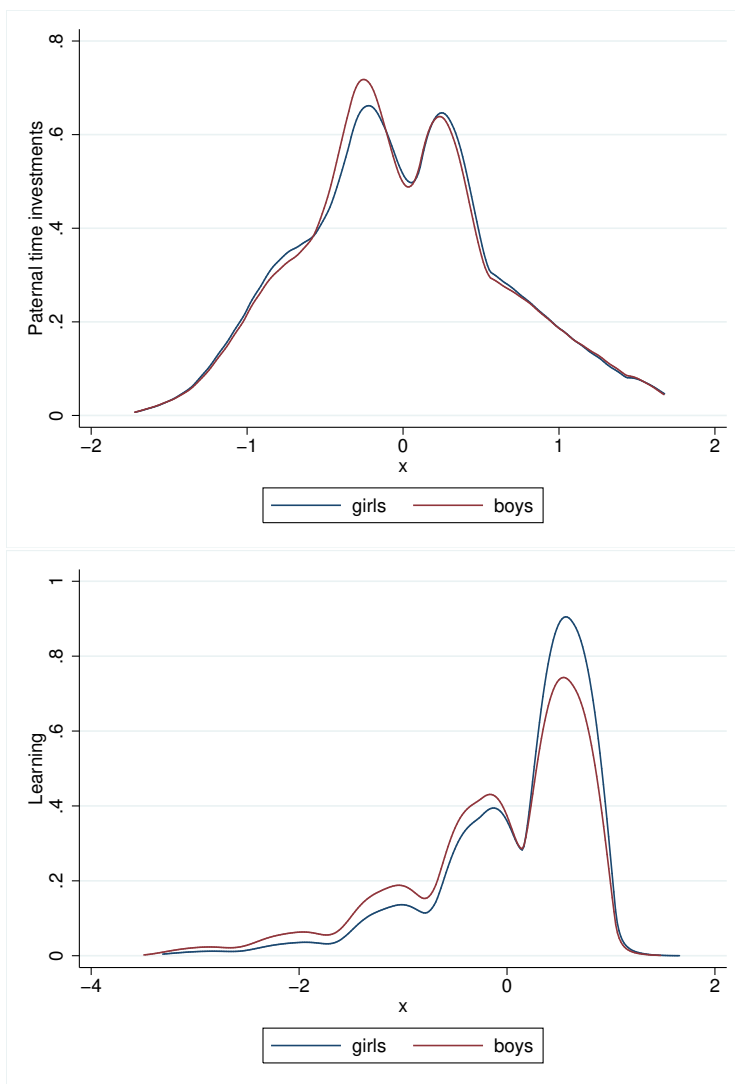 Paternal time investments
.8
.6
.4
.2
0
−2 −1 0 1 2
x
girls boys
Learning
1
.8
.6
.4
.2
0
−4 −2 0 2
x
girls boys